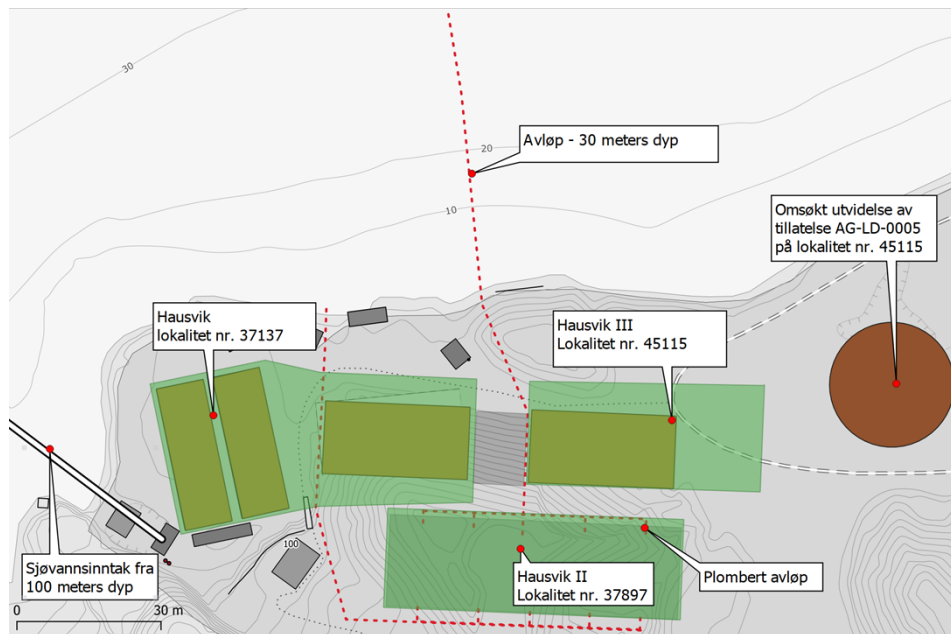 30
Avløp - 30 meters dyp
20
10
Omsøkt utvidelse av
tillatelse AG-LD-0005
på lokalitet nr. 45115
Hausvik
lokalitet nr. 37137
Hausvik III
Lokalitet nr. 45115
100
Sjøvannsinntak fra
100 meters dyp
Hausvik II
Lokalitet nr. 37897
Plombert avløp
0
30 m